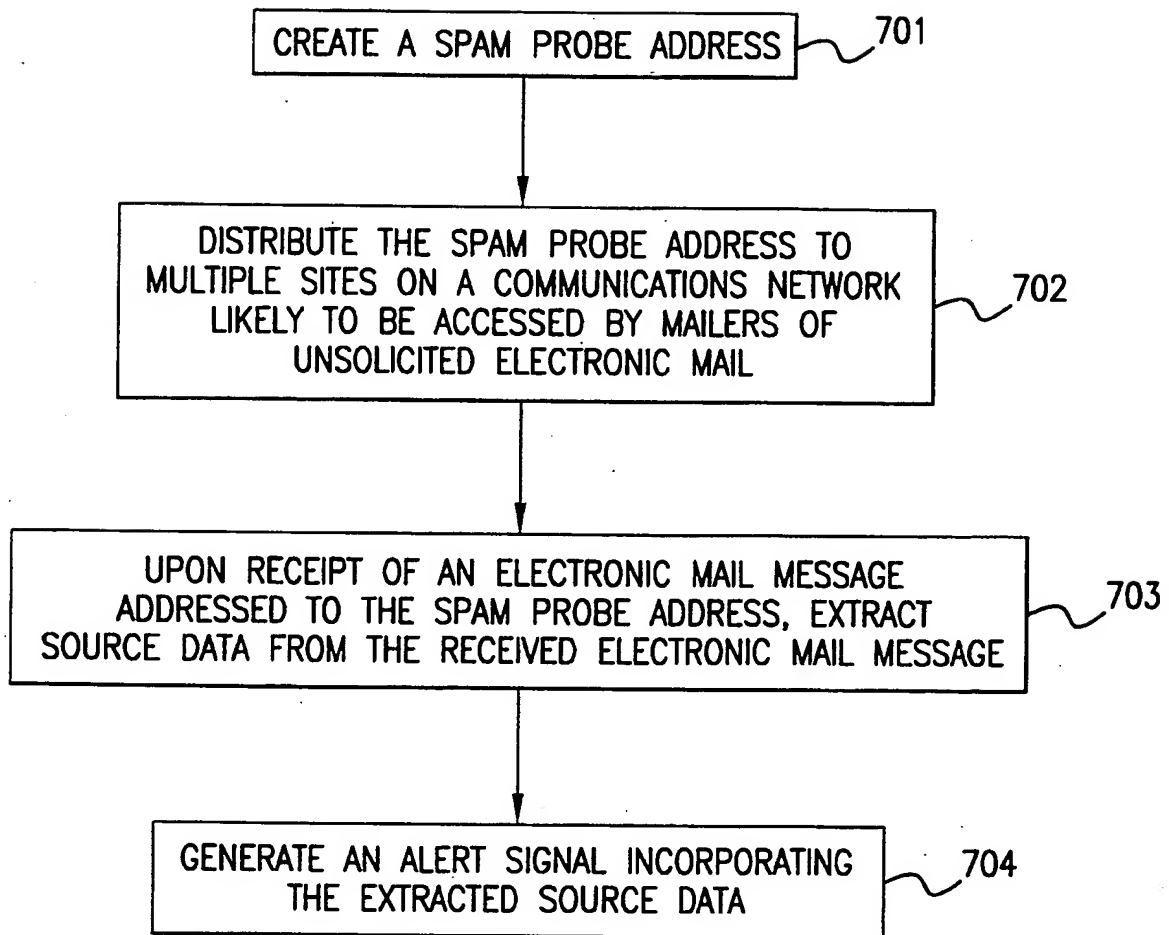 CREATE A SPAM PROBE ADDRESS
701
DISTRIBUTE THE SPAM PROBE ADDRESS TO
MULTIPLE SITES ON A COMMUNICATIONS NETWORK
LIKELY TO BE ACCESSED BY MAILERS OF
UNSOLICITED ELECTRONIC MAIL
702
UPON RECEIPT OF AN ELECTRONIC MAIL MESSAGE
ADDRESSED TO THE SPAM PROBE ADDRESS, EXTRACT
SOURCE DATA FROM THE RECEIVED ELECTRONIC MAIL MESSAGE
703
GENERATE AN ALERT SIGNAL INCORPORATING
THE EXTRACTED SOURCE DATA
704